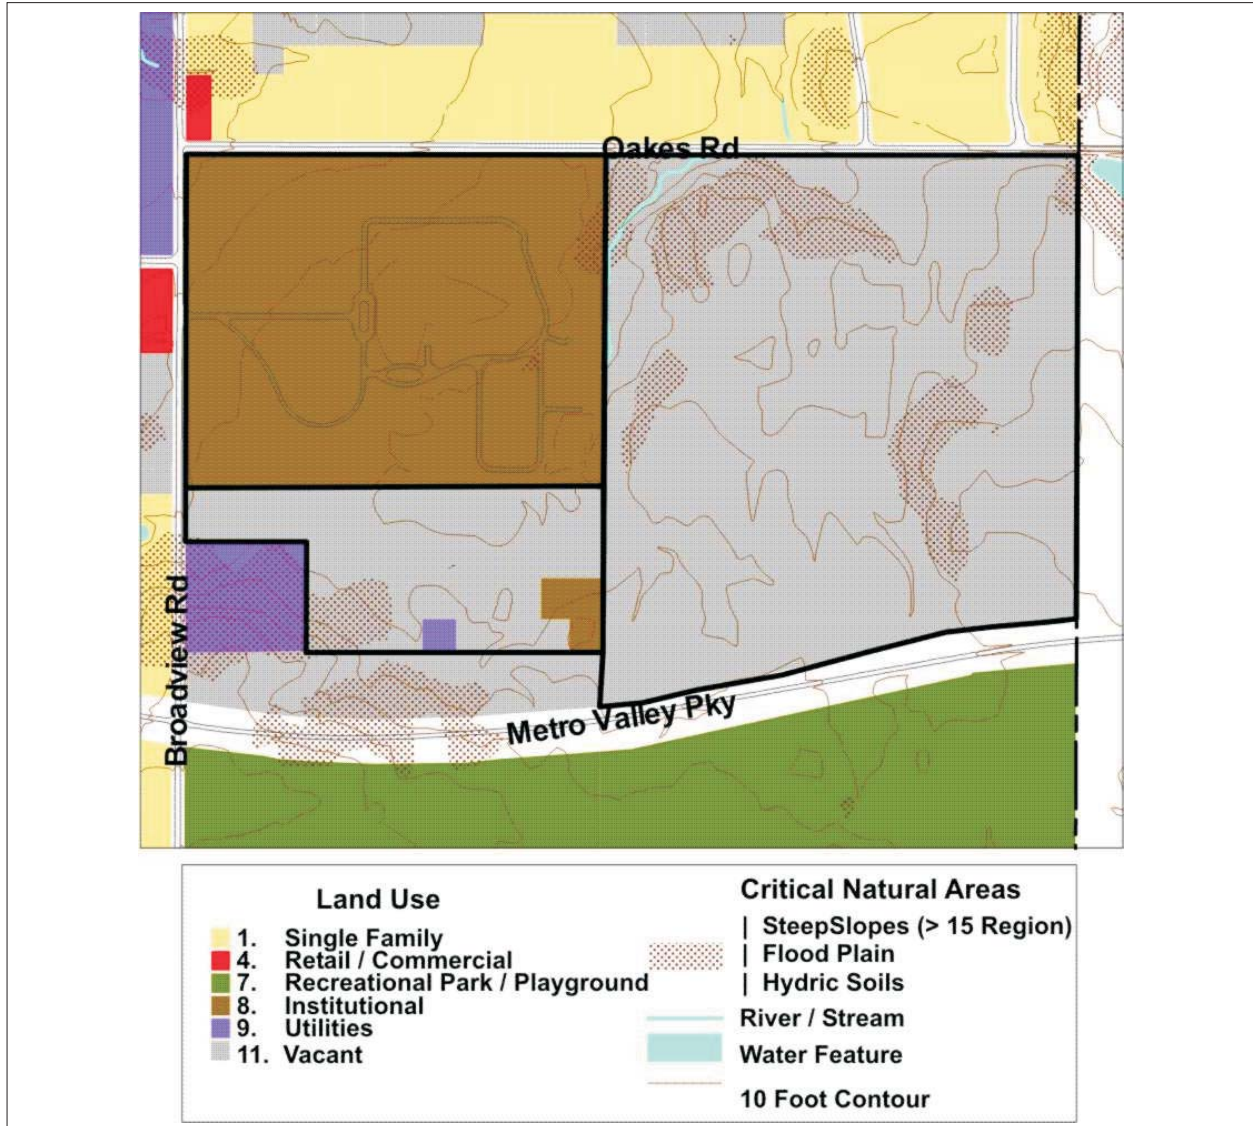 Oakes Rd
Broadview Rd
Metro Valley Pky
Land Use
1. Single Family
4. Retail / Commercial
7. Recreational Park / Playground
8. Institutional
9. Utilities
11. Vacant
Critical Natural Areas
| SteepSlopes (> 15 Region)
| Flood Plain
| Hydric Soils
River / Stream
Water Feature
10 Foot Contour